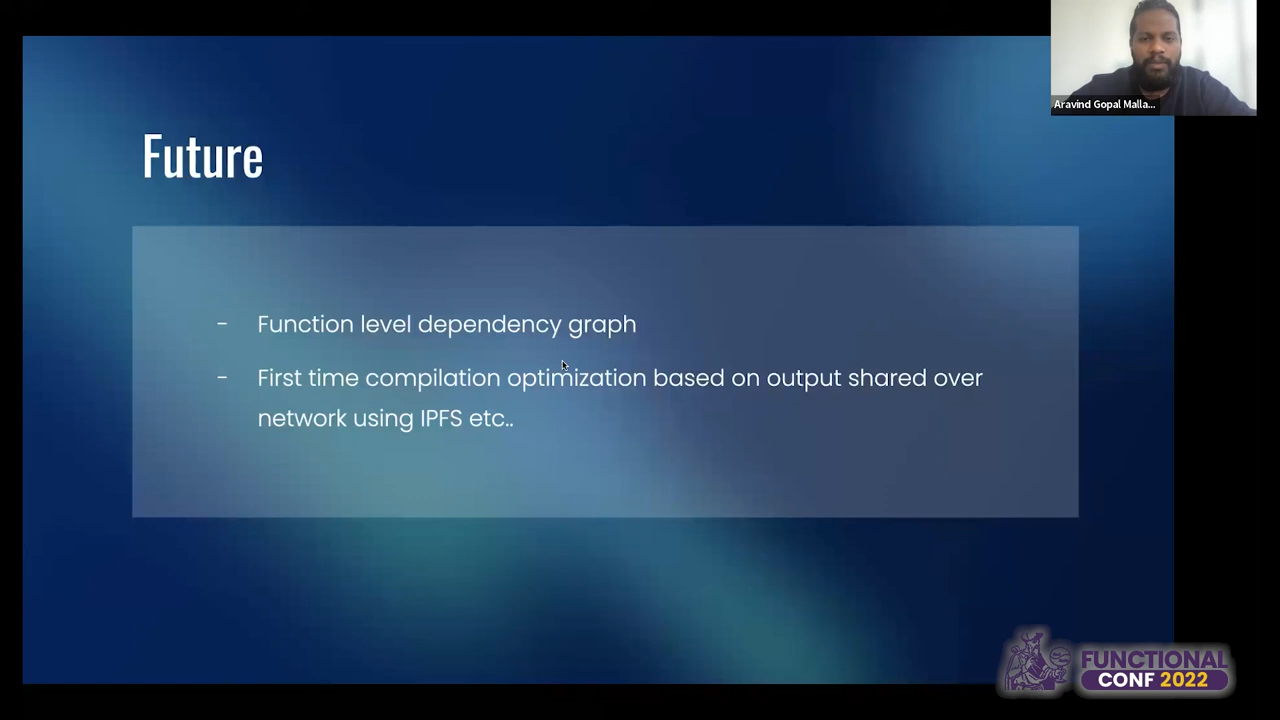 Aravind Gopal Malla...
Future
- Function level dependency graph
- First time compilation optimization based on output shared over
network using IPFS etc..
FUNCTIONAL
CONF 2022